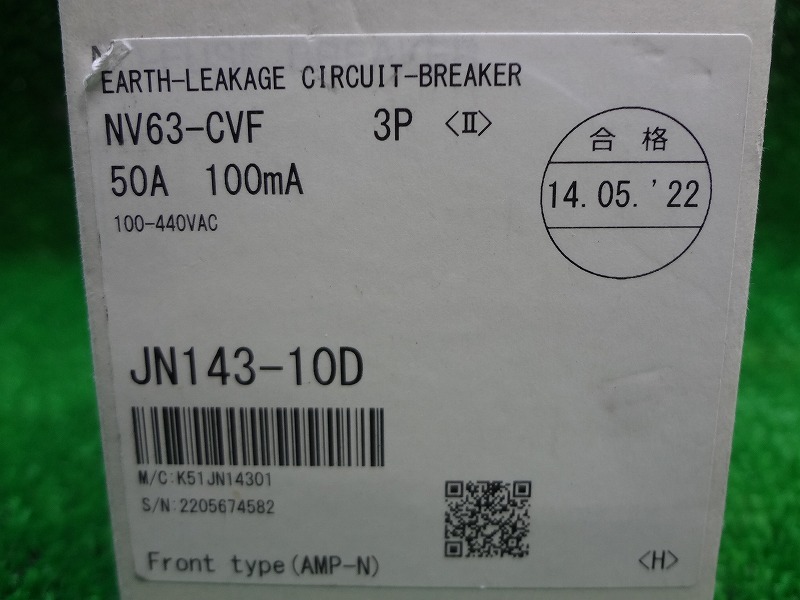 EARTH-LEAKAGE CIRCUIT-BREAKER
NV63-CVF 3P <Ⅱ>
50A 100mA
100-440VAC
合格
14.05.'22
JN143-10D
M/C:K51JN14301
S/N:2205674582
Front type(AMP-N)
<H>